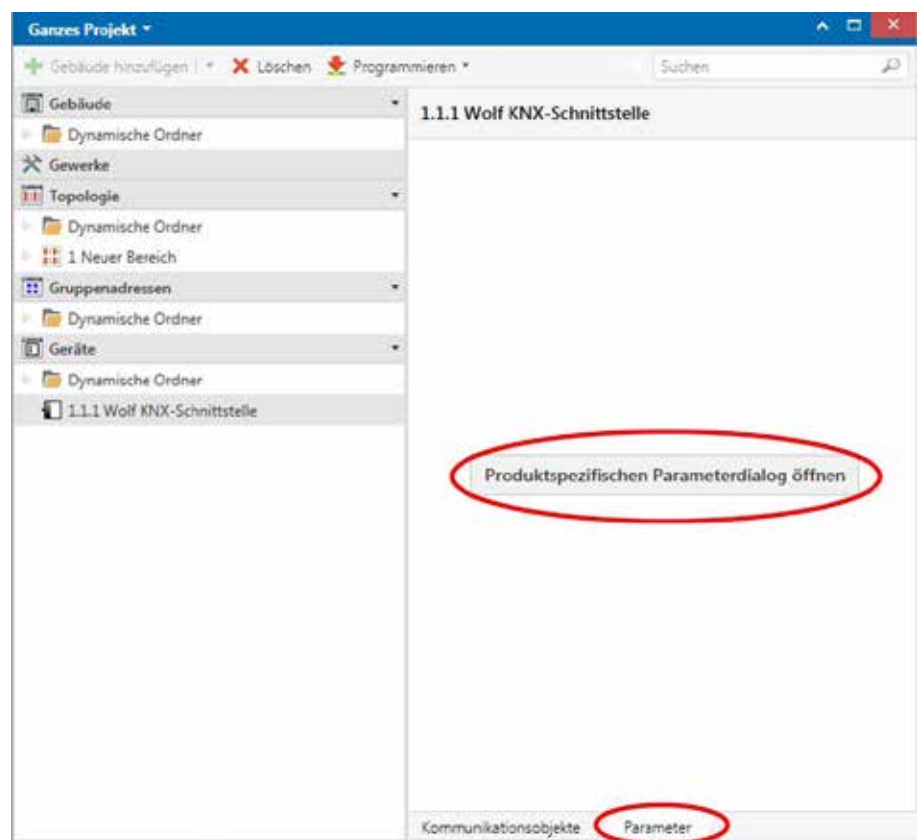 Ganzes Projekt
Gebäude hinzufügen Löschen Programmieren Suchen
Gebäude
Dynamische Ordner
Gewerke
Topologie
Dynamische Ordner
1 Neuer Bereich
Gruppenadressen
Dynamische Ordner
Geräte
Dynamische Ordner
1.1.1 Wolf KNX-Schnittstelle
1.1.1 Wolf KNX-Schnittstelle
Produktspezifischen Parameterdialog öffnen
Kommunikationsobjekte Parameter